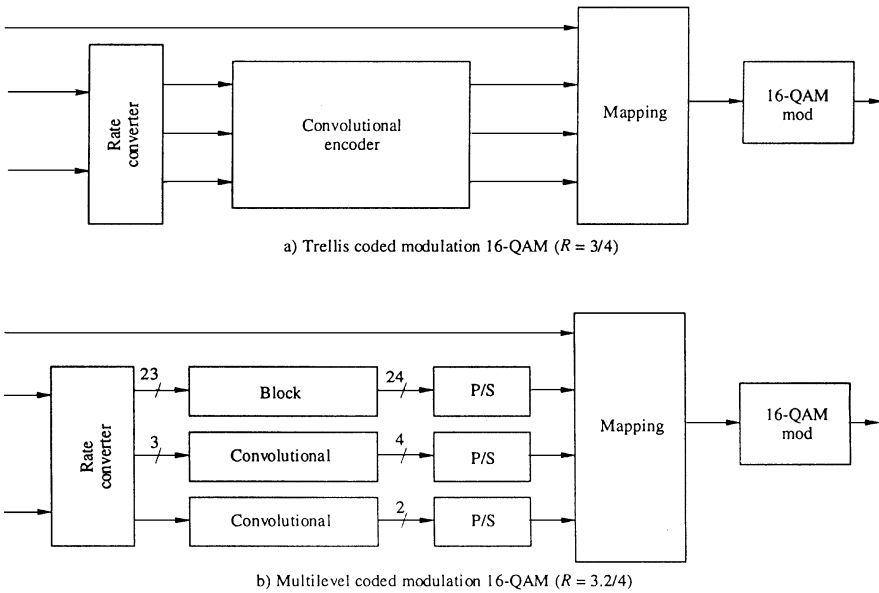 Rate
converter
Convolutional
encoder
Mapping
16-QAM
mod
a) Trellis coded modulation 16-QAM (R = 3/4)
Rate
converter
23
Block
24
P/S
3
Convolutional
4
P/S
Convolutional
2
P/S
Mapping
16-QAM
mod
b) Multilevel coded modulation 16-QAM (R = 3.2/4)